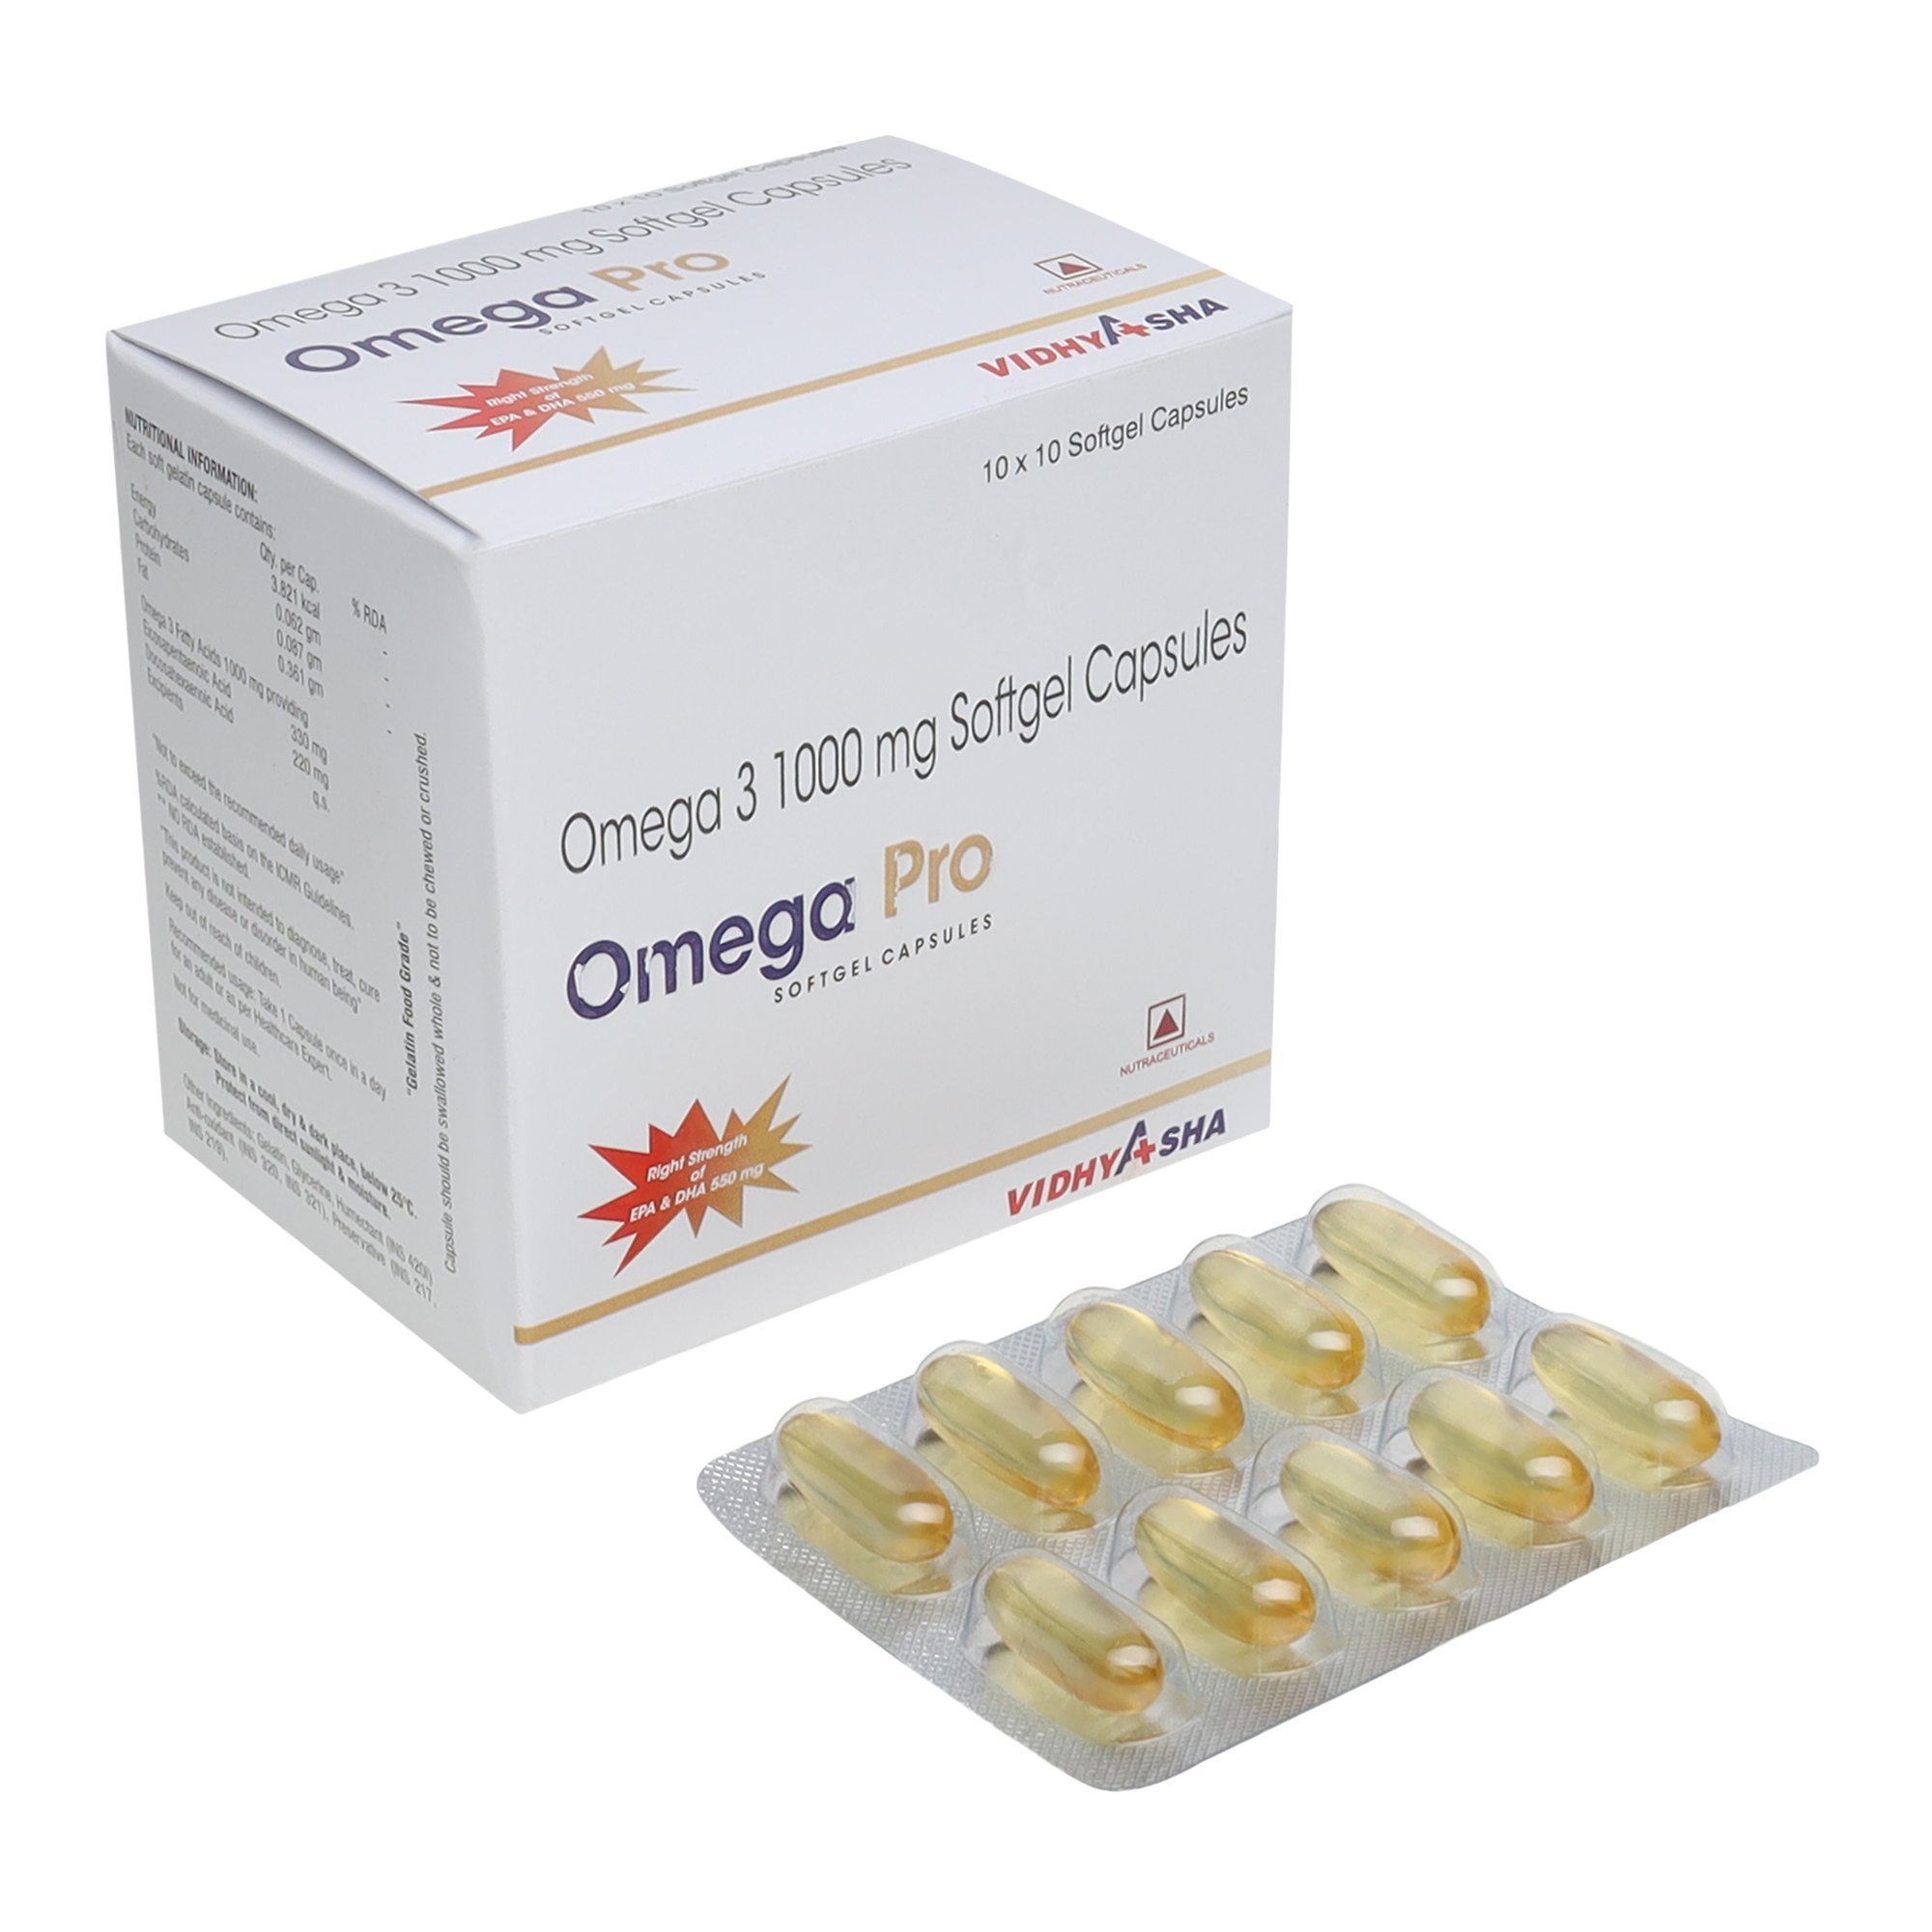 10 x 10 Softgel Capsules
Omega 3 1000 mg Softgel Capsules
Omega Pro
SOFTGEL CAPSULES
NUTRACEUTICALS
Right Strength
of
EPA & DHA 550 mg
VIDHYASHA
10 x 10 Softgel Capsules
Omega 3 1000 mg Softgel Capsules
Omega Pro
SOFTGEL CAPSULES
NUTRACEUTICALS
Right Strength
of
EPA & DHA 550 mg
VIDHYASHA
NUTRITIONAL INFORMATION:
Each soft gelatin capsule contains:
Qty. per Cap. % RDA
Energy 3.821 kcal
Carbohydrates 0.062 gm
Protein 0.087 gm
Fat 0.361 gm
Omega 3 Fatty Acids 1000 mg providing
Eicosapentaenoic Acid 330 mg
Docosahexaenoic Acid 220 mg
Excipients q.s.
"Not to exceed the recommended daily usage"
%RDA calculated basis on the ICMR Guidelines.
** NO RDA established.
"This product is not intended to diagnose, treat, cure
prevent any disease or disorder in human being"
Keep out of reach of children.
Recommended usage: Take 1 Capsule once in a day
for an adult or as per Healthcare Expert.
Not for medicinal use.
Storage: Store in a cool, dry & dark place, below 25°C.
Protect from direct sunlight & moisture.
Other Ingredients: Gelatin, Glycerine, Humectant (INS 420i)
Anti-oxidant (INS 320, INS 321), Preservative (INS 217,
INS 219).
"Gelatin Food Grade"
Capsule should be swallowed whole & not to be chewed or crushed.